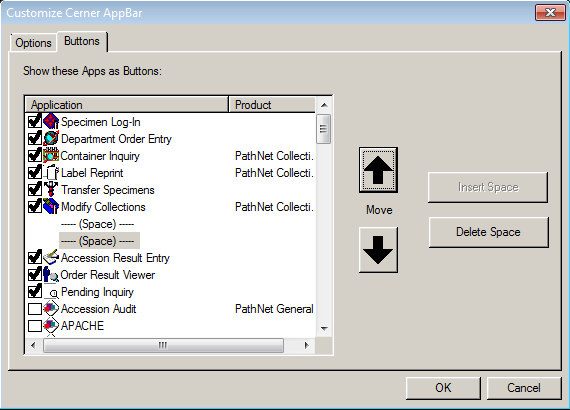 Customize Cerner AppBar
Options
Buttons
Show these Apps as Buttons:
Application Product
Specimen Log-In
Department Order Entry
Container Inquiry PathNet Collecti.
Label Reprint PathNet Collecti.
Transfer Specimens
Modify Collections PathNet Collecti.
----- (Space) -----
----- (Space) -----
Accession Result Entry
Order Result Viewer
Pending Inquiry
Accession Audit PathNet General
APACHE
Move
Insert Space
Delete Space
OK
Cancel